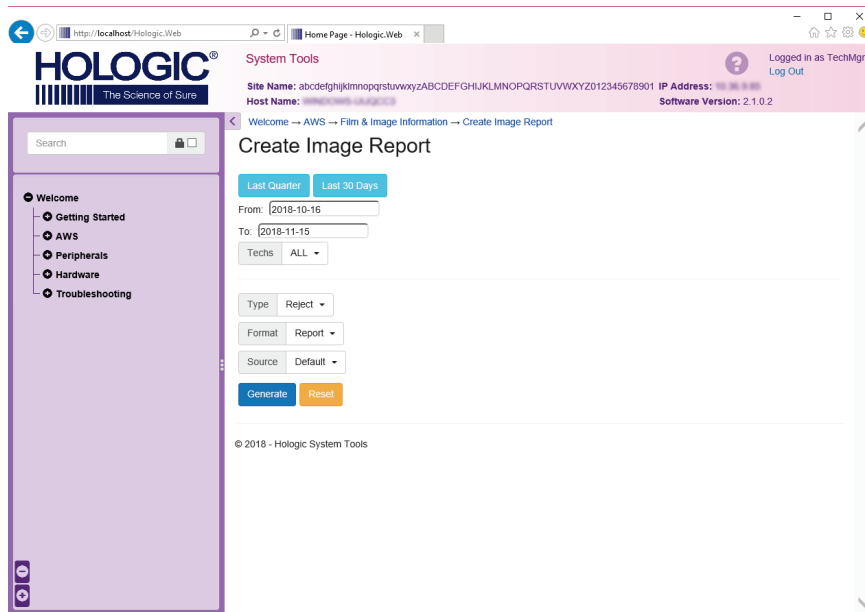 http://localhost/Hologic.Web
Home Page - Hologic.Web
HOLOGIC®
The Science of Sure
System Tools
Logged in as TechMgr
Log Out
Site Name: abcdefghijklmnopqrstuvwxyzABCDEFGHIJKLMNOPQRSTUVWXYZ012345678901 IP Address:
Host Name:
Software Version: 2.1.0.2
Search
Welcome → AWS → Film & Image Information → Create Image Report
Create Image Report
Last Quarter Last 30 Days
From: 2018-10-16
To: 2018-11-15
Techs ALL
Type Reject
Format Report
Source Default
Generate Reset
© 2018 - Hologic System Tools
Welcome
Getting Started
AWS
Peripherals
Hardware
Troubleshooting